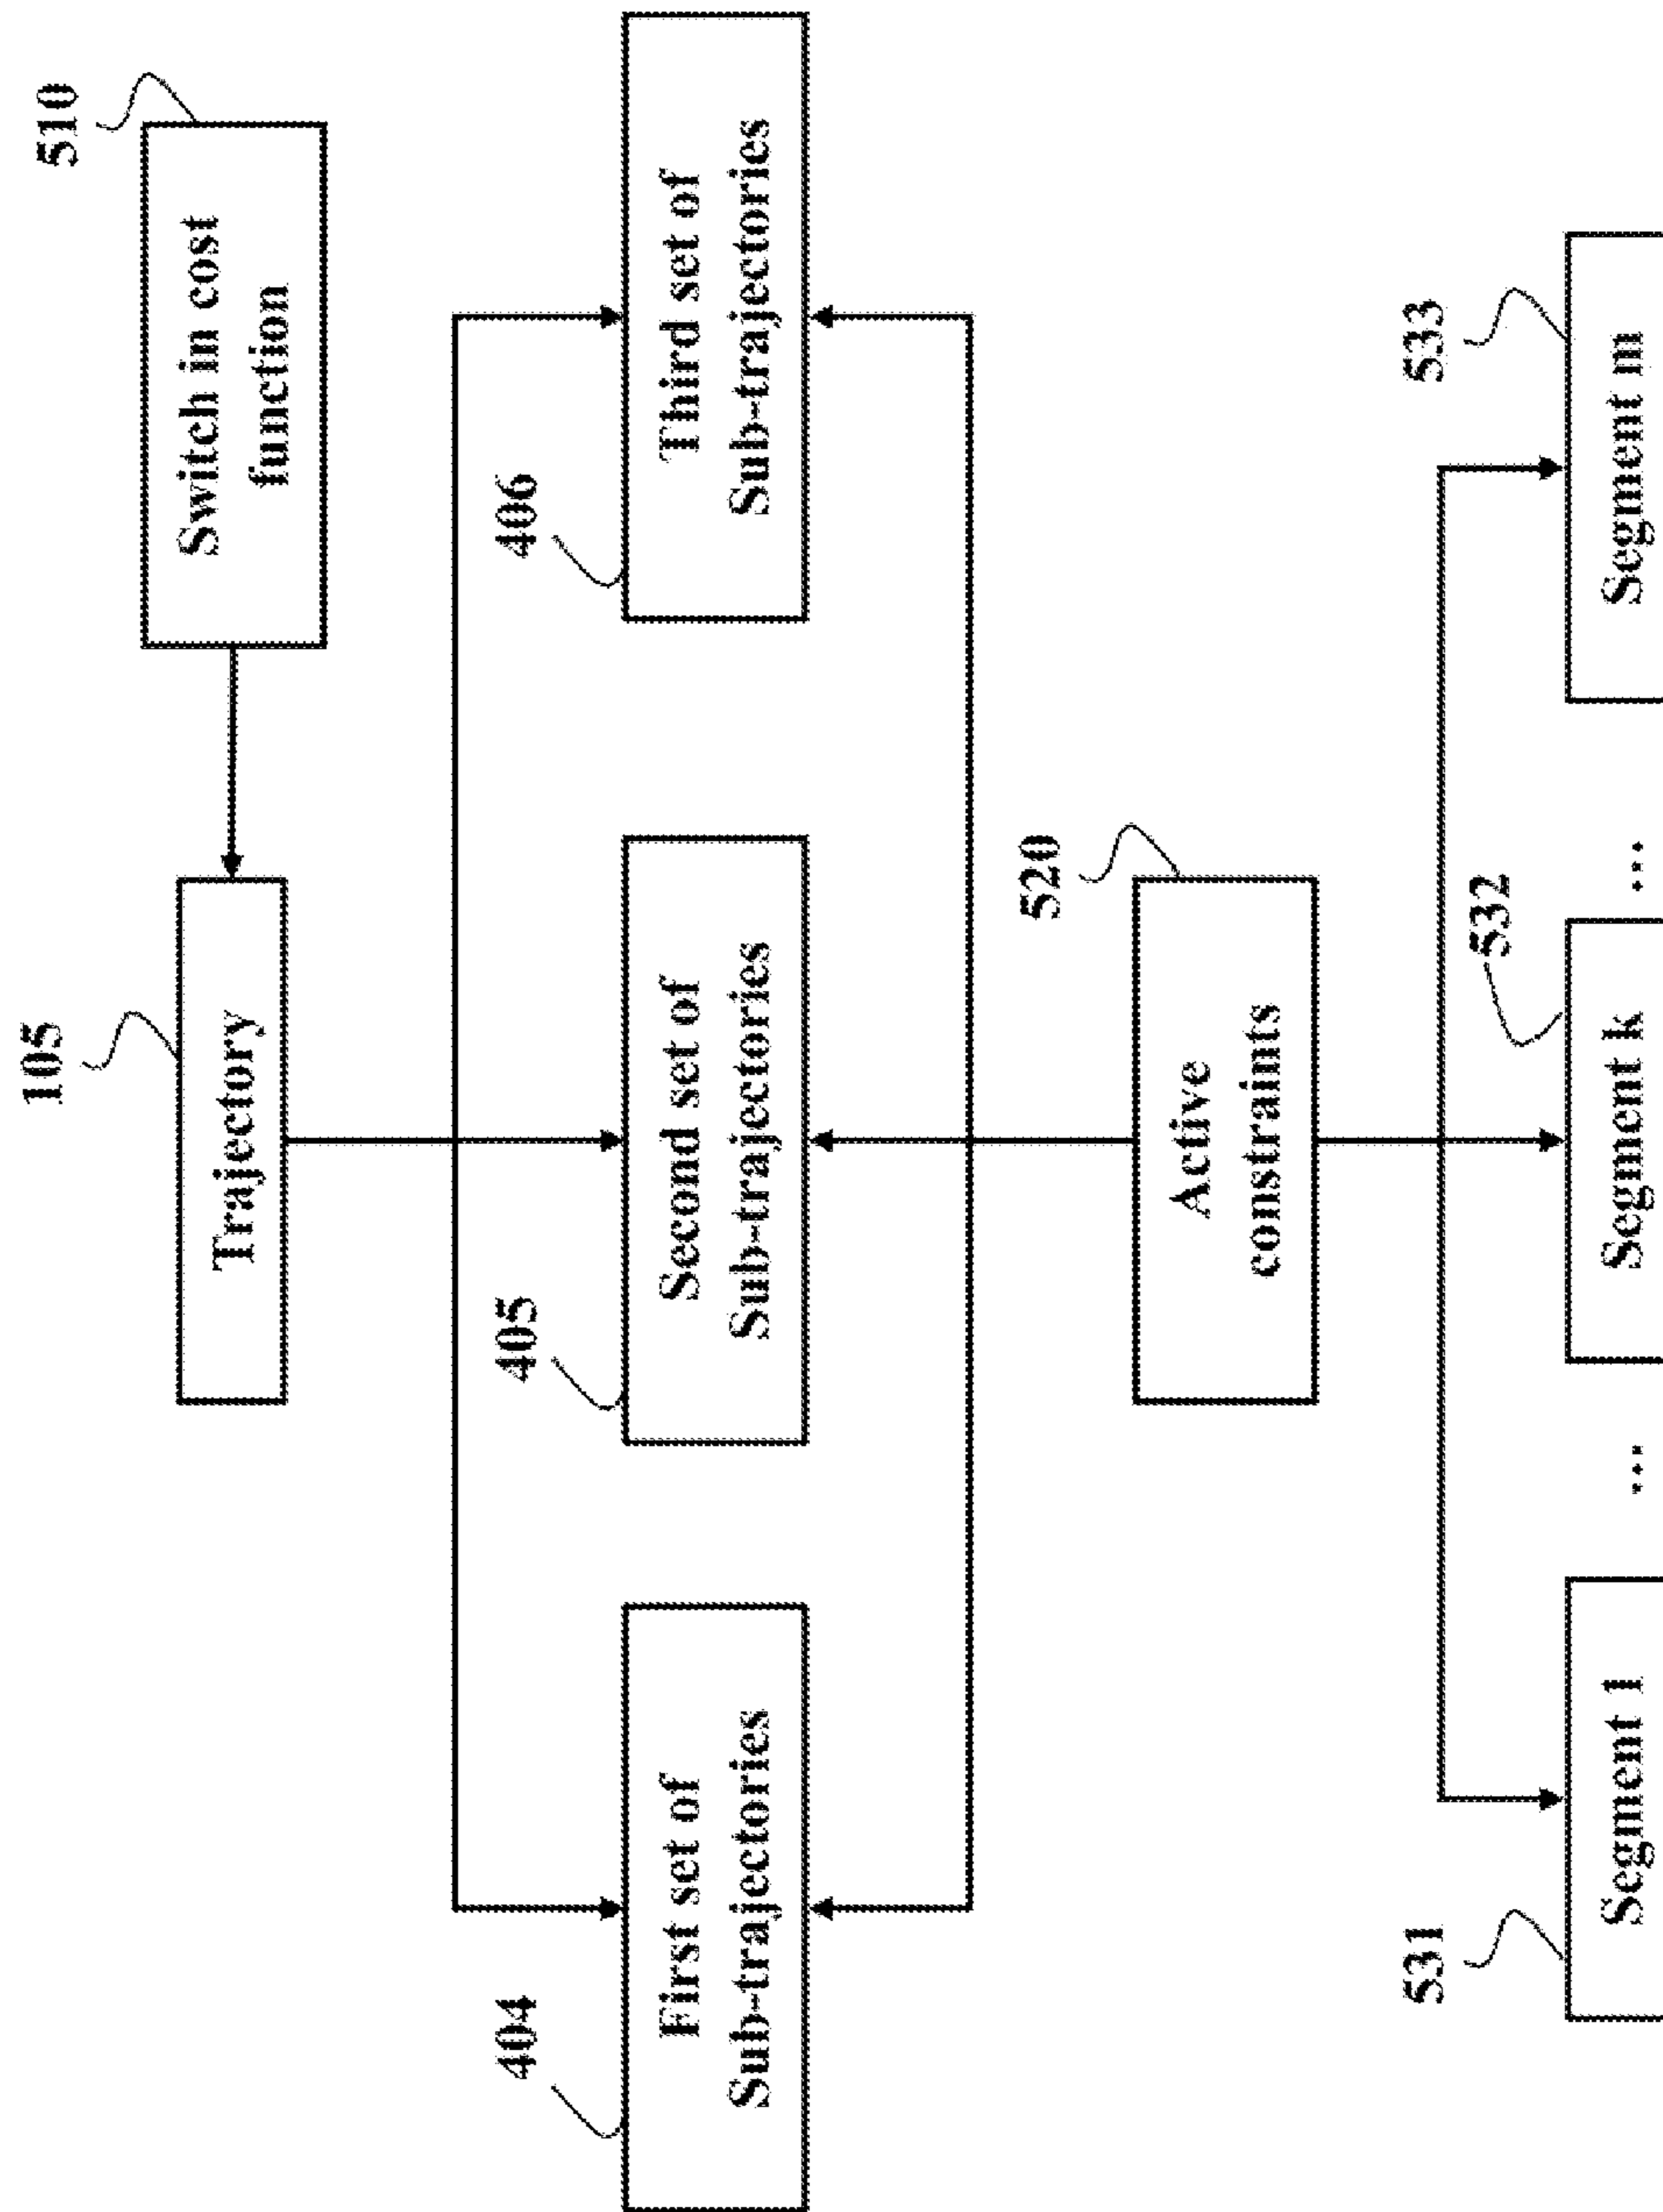 105
Trajectory
510
Switch in cost
function
404
First set of
Sub-trajectories
405
Second set of
Sub-trajectories
406
Third set of
Sub-trajectories
520
Active
constraints
531
Segment 1
...
532
Segment k
...
533
Segment m